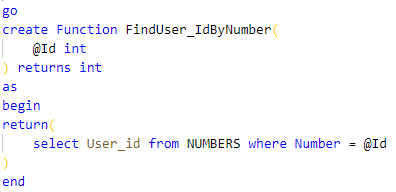 go
create Function FindUser_IdByNumber(
    @Id int
) returns int
as
begin
return(
    select User_id from NUMBERS where Number = @Id
)
end